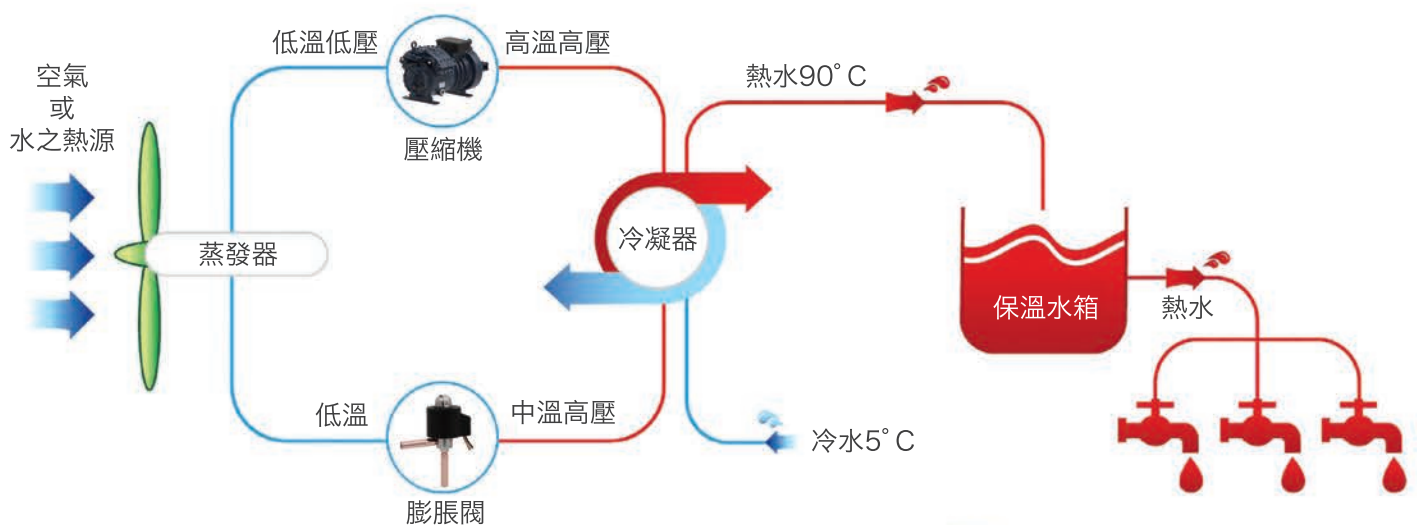 空氣
或
水之熱源
低溫低壓
高溫高壓
壓縮機
熱水90°C
蒸發器
冷凝器
保溫水箱
熱水
低溫
中溫高壓
冷水5°C
膨脹閥